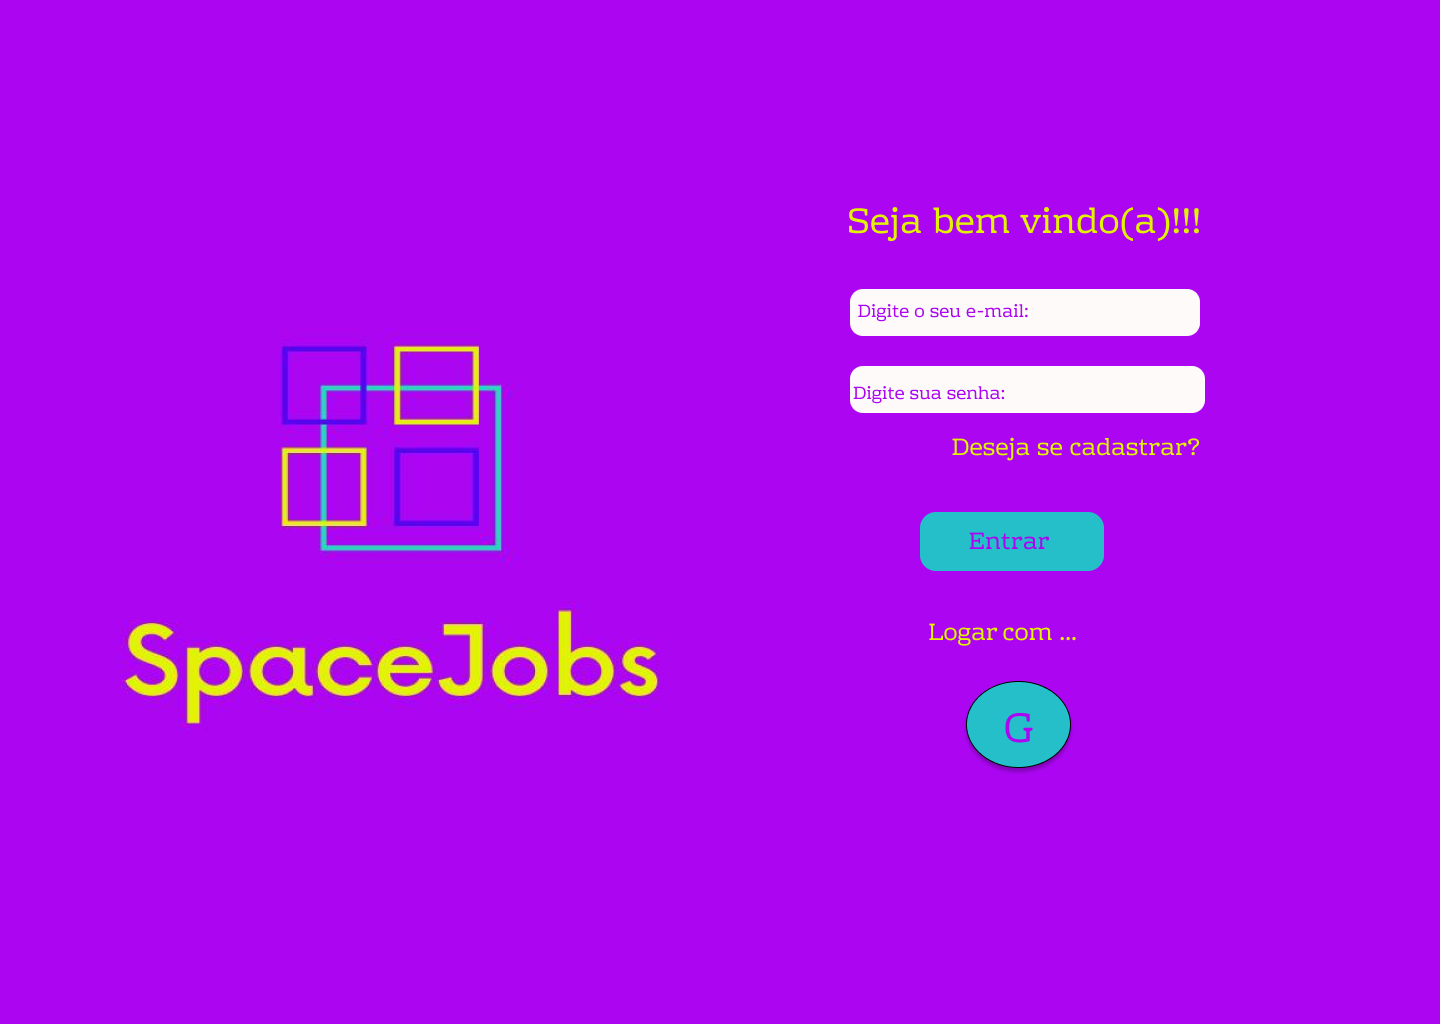 SpaceJobs
Seja bem vindo(a)!!!
Digite o seu e-mail:
Digite sua senha:
Deseja se cadastrar?
Entrar
Logar com ...
G